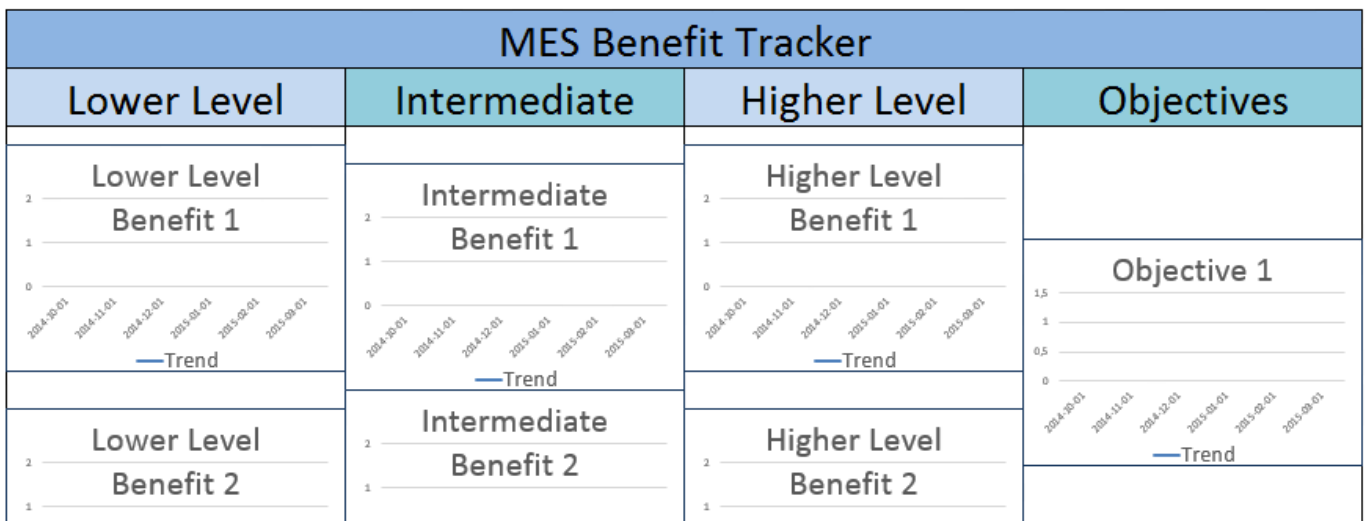 MES Benefit Tracker
Lower Level
Intermediate
Higher Level
Objectives
Lower Level
Benefit 1
2
1
0
2014-10-01
2014-11-01
2014-12-01
2015-01-01
2015-02-01
2015-03-01
Trend
Intermediate
Benefit 1
2
1
0
2014-10-01
2014-11-01
2014-12-01
2015-01-01
2015-02-01
2015-03-01
Trend
Higher Level
Benefit 1
2
1
0
2014-10-01
2014-11-01
2014-12-01
2015-01-01
2015-02-01
2015-03-01
Trend
Objective 1
1,5
1
0,5
0
2014-10-01
2014-11-01
2014-12-01
2015-01-01
2015-02-01
2015-03-01
Trend
Lower Level
Benefit 2
2
1
Intermediate
Benefit 2
2
1
Higher Level
Benefit 2
2
1